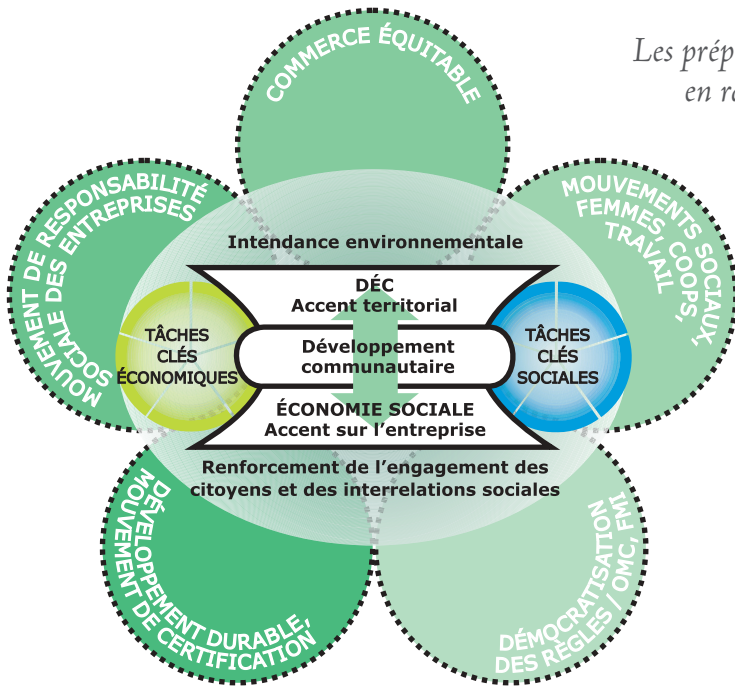 COMMERCE ÉQUITABLE
Les
en
MOUVEMENT DE RESPONSABILITÉ
SOCIALE DES ENTREPRISES
MOUVEMENTS SOCIAUX,
FEMMES, COOPS,
TRAVAIL
Intendance environnementale
DÉC
Accent territorial
TÂCHES
CLÉS
ÉCONOMIQUES
Développement
communautaire
TÂCHES
CLÉS
SOCIALES
ÉCONOMIE SOCIALE
Accent sur l’entreprise
Renforcement de l’engagement des
citoyens et des interrelations sociales
DÉVELOPPEMENT DURABLE,
MOUVEMENT DE CERTIFICATION
DÉMOCRATISATION
DES RÈGLES / OMC, FMI